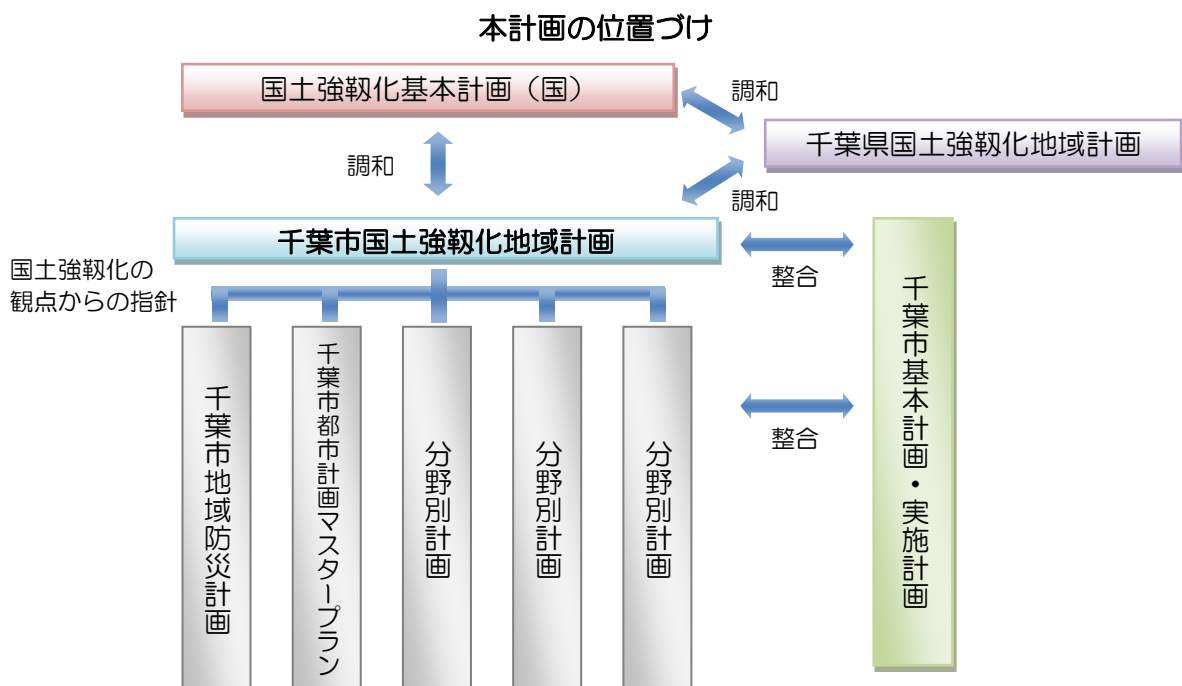 本計画の位置づけ
国土強靱化基本計画（国）
調和
千葉県国土強靱化地域計画
調和
調和
千葉市国土強靱化地域計画
整合
国土強靱化の
観点からの指針
千葉市地域防災計画
千葉市都市計画マスタープラン
分野別計画
分野別計画
分野別計画
整合
千葉市基本計画・実施計画